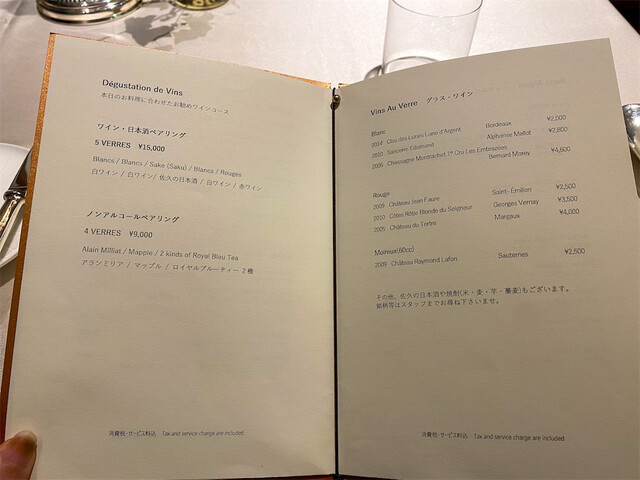 Dégustation de Vins
本日のお料理に合わせたお勧めワインコース
ワイン・日本酒ペアリング
5 VERRES ¥15,000
Blancs / Blancs / Sake (Saku) / Blancs / Rouges
白ワイン / 白ワイン / 佐久の日本酒 / 白ワイン / 赤ワイン
ノンアルコールペアリング
4 VERRES ¥9,000
Alain Milliat / Mapple / 2 kinds of Royal Bleu Tea
アランミリア / マップル / ロイヤルブルーティー 2種
消費税・サービス料込 Tax and service charge are included.
Vins Au Verre グラス・ワイン
Blanc
2014 Clos des Lunes Lune d'Argent Bordeaux ¥2,000
2010 Sancerre Edomund Alphonse Mellot ¥2,800
2006 Chassagne Montrachet 1er Cru Les Embrazées Bernard Morey ¥4,600
Rouge
2009 Château Jean Faure Saint- Émillon ¥2,500
2010 Côtes Rôtie Blonde du Seigneur Georges Vernay ¥3,500
2005 Château du Tertre Margaux ¥4,000
Moireux(60cc)
2009 Château Raymond Lafon Sauternes ¥2,500
その他、佐久の日本酒や焼酎(米・麦・芋・蕎麦)もございます。
銘柄等はスタッフまでお尋ね下さいませ。
消費税・サービス料込 Tax and service charge are included.